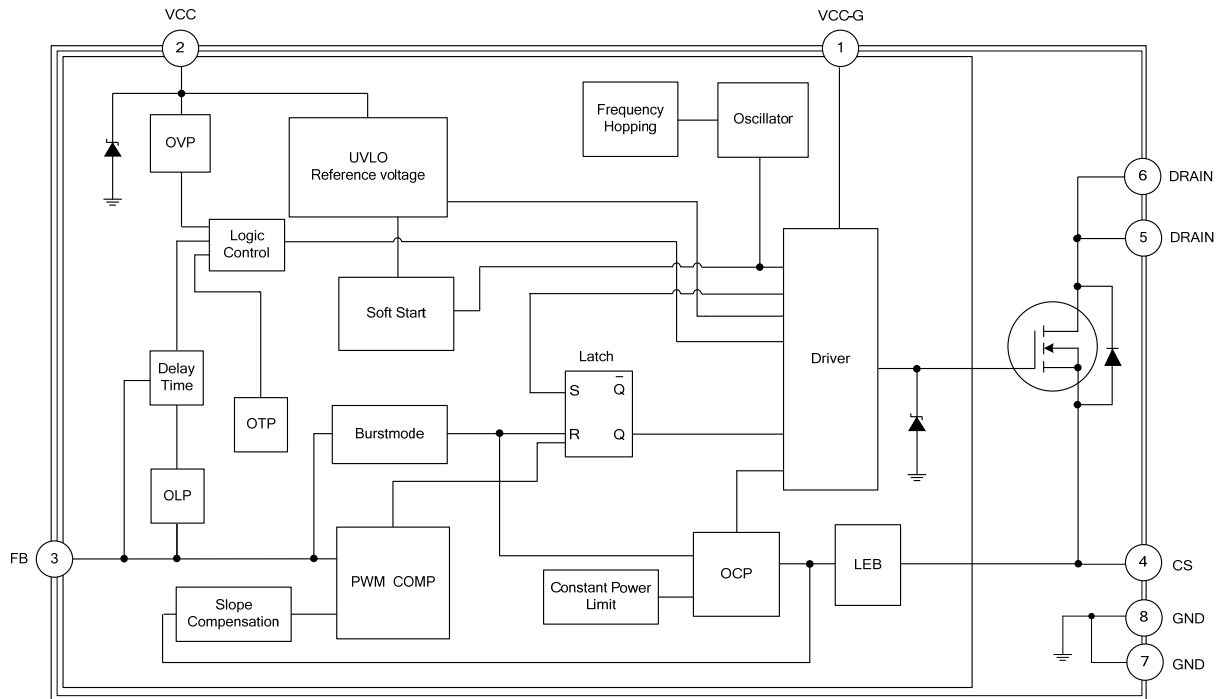 VCC
2
VCC-G
1
Frequency
Hopping
Oscillator
OVP
UVLO
Reference voltage
6
DRAIN
5
DRAIN
Logic
Control
Soft Start
Driver
Latch
Delay
Time
S
Q̅
OTP
Burstmode
R
Q
OLP
FB
3
PWM COMP
OCP
LEB
4
CS
Constant Power
Limit
Slope
Compensation
8
GND
7
GND